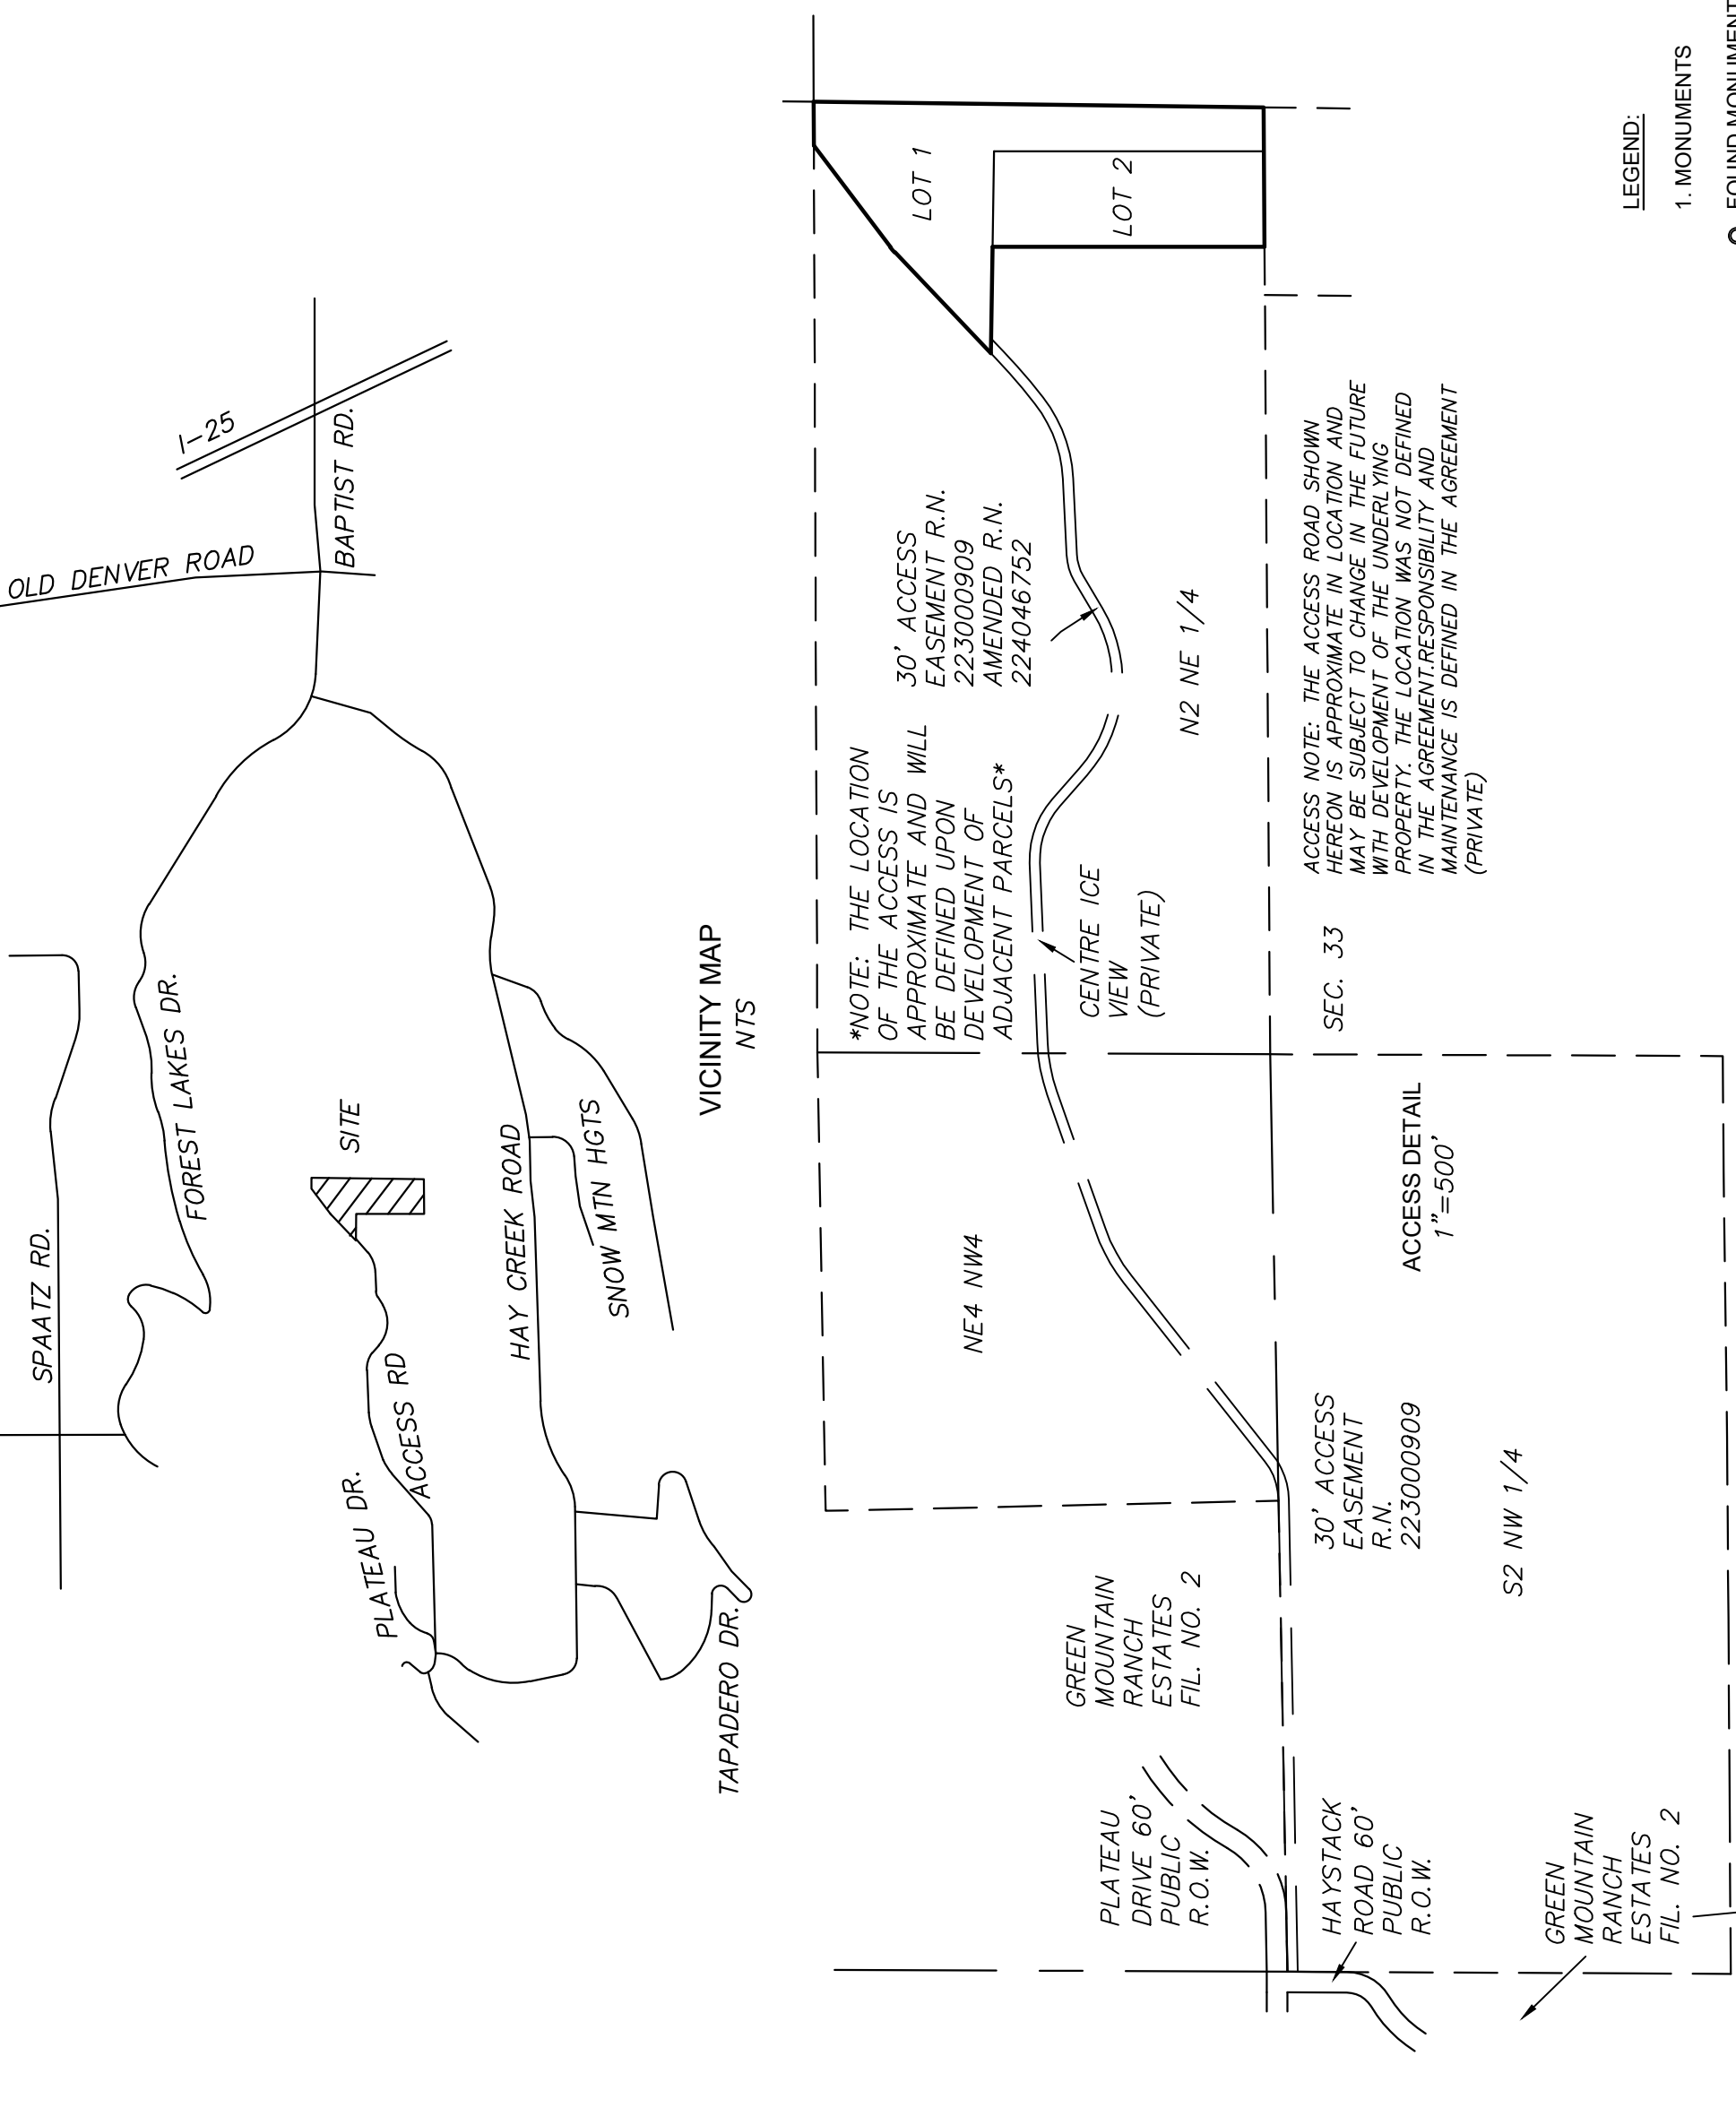 SPAATZ RD.
FOREST LAKES DR.
OLD DENVER ROAD
I-25
BAPTIST RD.
SITE
PLATEAU DR.
ACCESS RD
HAY CREEK ROAD
SNOW MTN HGTS
TAPADERO DR.
VICINITY MAP
NTS
LOT 1
LOT 2
*NOTE: THE LOCATION
OF THE ACCESS IS
APPROXIMATE AND WILL
BE DEFINED UPON
DEVELOPMENT OF
ADJACENT PARCELS*
30' ACCESS
EASEMENT R.N.
223000909
AMENDED R.N.
224046752
NE4 NW4
CENTRE ICE
VIEW
(PRIVATE)
N2 NE 1/4
GREEN
MOUNTAIN
RANCH
ESTATES
FIL. NO. 2
PLATEAU
DRIVE 60'
PUBLIC
R.O.W.
HAYSTACK
ROAD 60'
PUBLIC
R.O.W.
30' ACCESS
EASEMENT
R.N.
223000909
SEC. 33
ACCESS NOTE: THE ACCESS ROAD SHOWN
HEREON IS APPROXIMATE IN LOCATION AND
MAY BE SUBJECT TO CHANGE IN THE FUTURE
WITH DEVELOPMENT OF THE UNDERLYING
PROPERTY. THE LOCATION WAS NOT DEFINED
IN THE AGREEMENT.RESPONSIBILITY AND
MAINTENANCE IS DEFINED IN THE AGREEMENT
(PRIVATE)
ACCESS DETAIL
1"=500'
S2 NW 1/4
GREEN
MOUNTAIN
RANCH
ESTATES
FIL. NO. 2
LEGEND:
1. MONUMENTS
FOUND MONUMENT